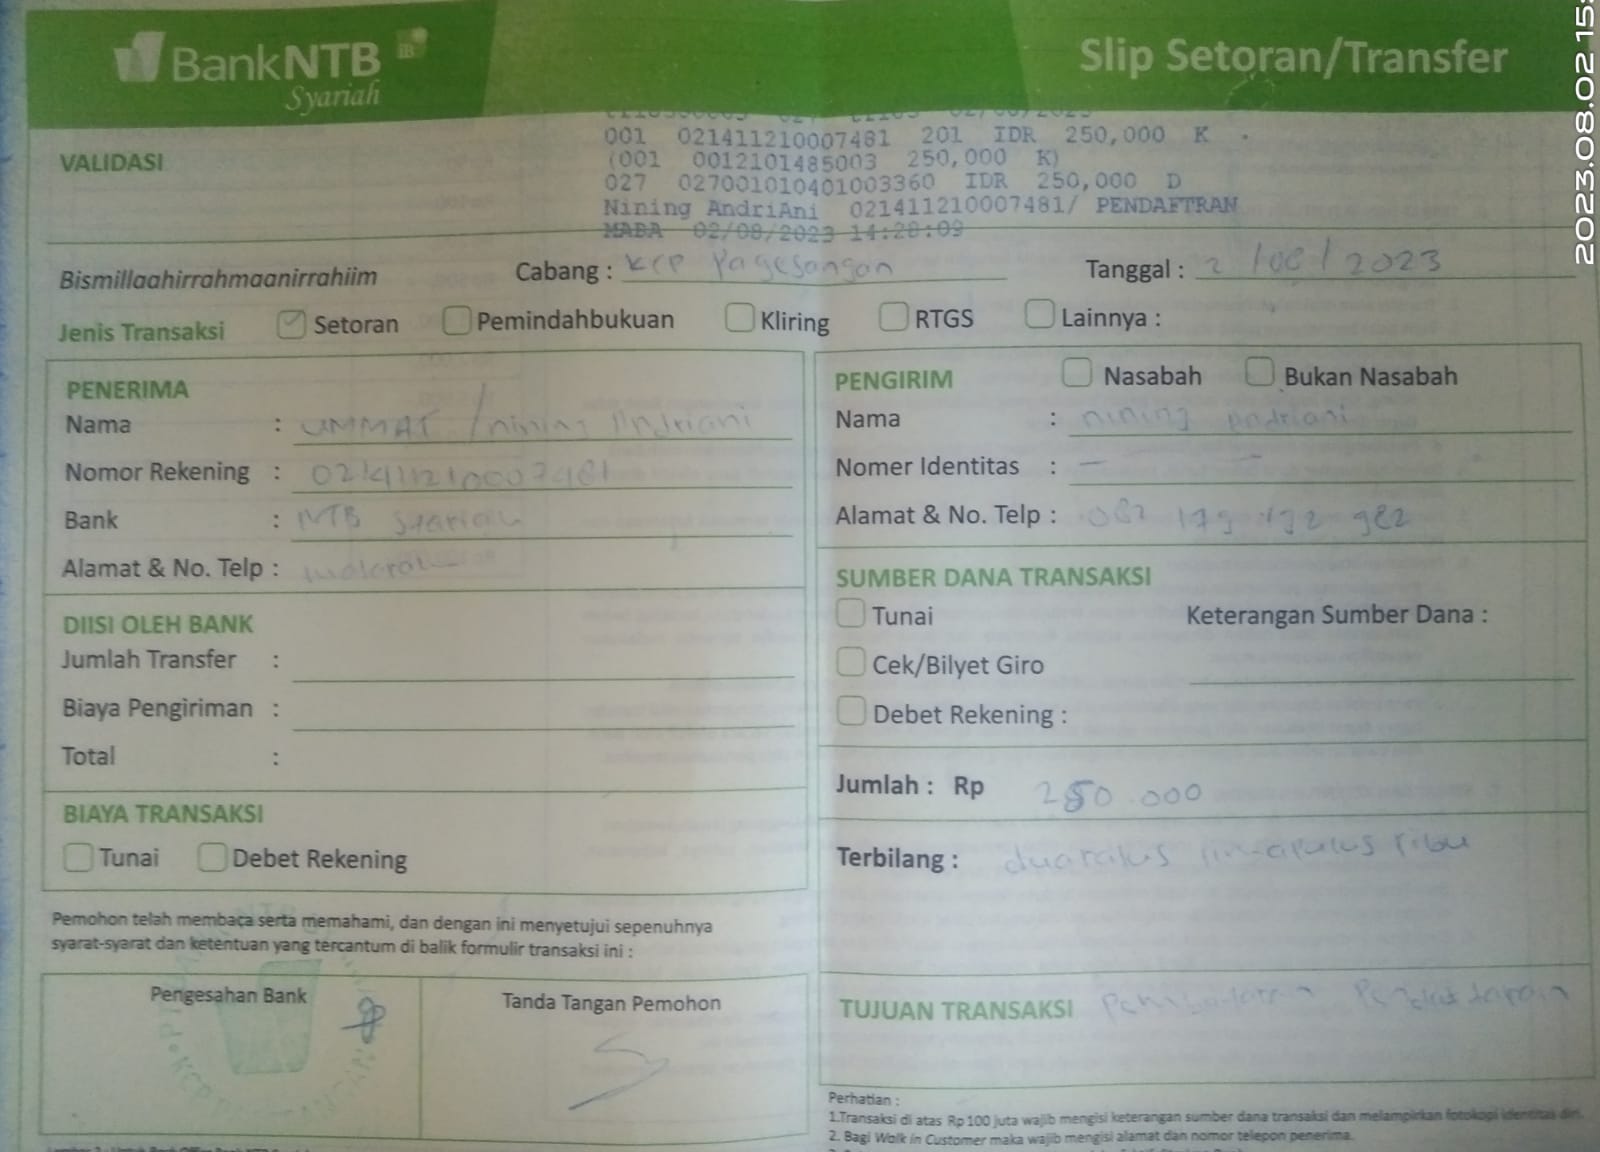 BankNTB iB
Syariah
Slip Setoran/Transfer
2023.08.02 15:
VALIDASI
001 021411210007481 201 IDR 250,000 K
(001 0012101485003 250,000 K)
027 027001010401003360 IDR 250,000 D
Nining AndriAni 021411210007481/ PENDAFTRAN
MABA 02/08/2023 14:28:09
Bismillaahirrahmaanirrahiim
Cabang : KCP Pagesangan
Tanggal : 2 /08/ 2023
Jenis Transaksi Setoran Pemindahbukuan Kliring RTGS Lainnya :
PENERIMA
Nama : UMMAT / nining Andriani
Nomor Rekening : 021411210007481
Bank : NTB Syariah
Alamat & No. Telp :
DIISI OLEH BANK
Jumlah Transfer :
Biaya Pengiriman :
Total :
BIAYA TRANSAKSI
Tunai Debet Rekening
Pemohon telah membaca serta memahami, dan dengan ini menyetujui sepenuhnya
syarat-syarat dan ketentuan yang tercantum di balik formulir transaksi ini :
Pengesahan Bank
Tanda Tangan Pemohon
PENGIRIM Nasabah Bukan Nasabah
Nama : nining Andriani
Nomer Identitas : —
Alamat & No. Telp :
SUMBER DANA TRANSAKSI
Tunai Keterangan Sumber Dana :
Cek/Bilyet Giro
Debet Rekening :
Jumlah : Rp 250.000
Terbilang : duaratus limapulus ribu
TUJUAN TRANSAKSI Pembayaran Pendaftaran
Perhatian :
1.Transaksi di atas Rp 100 juta wajib mengisi keterangan sumber dana transaksi dan melampirkan fotokopi identitas diri.
2. Bagi Walk in Customer maka wajib mengisi alamat dan nomor telepon penerima.